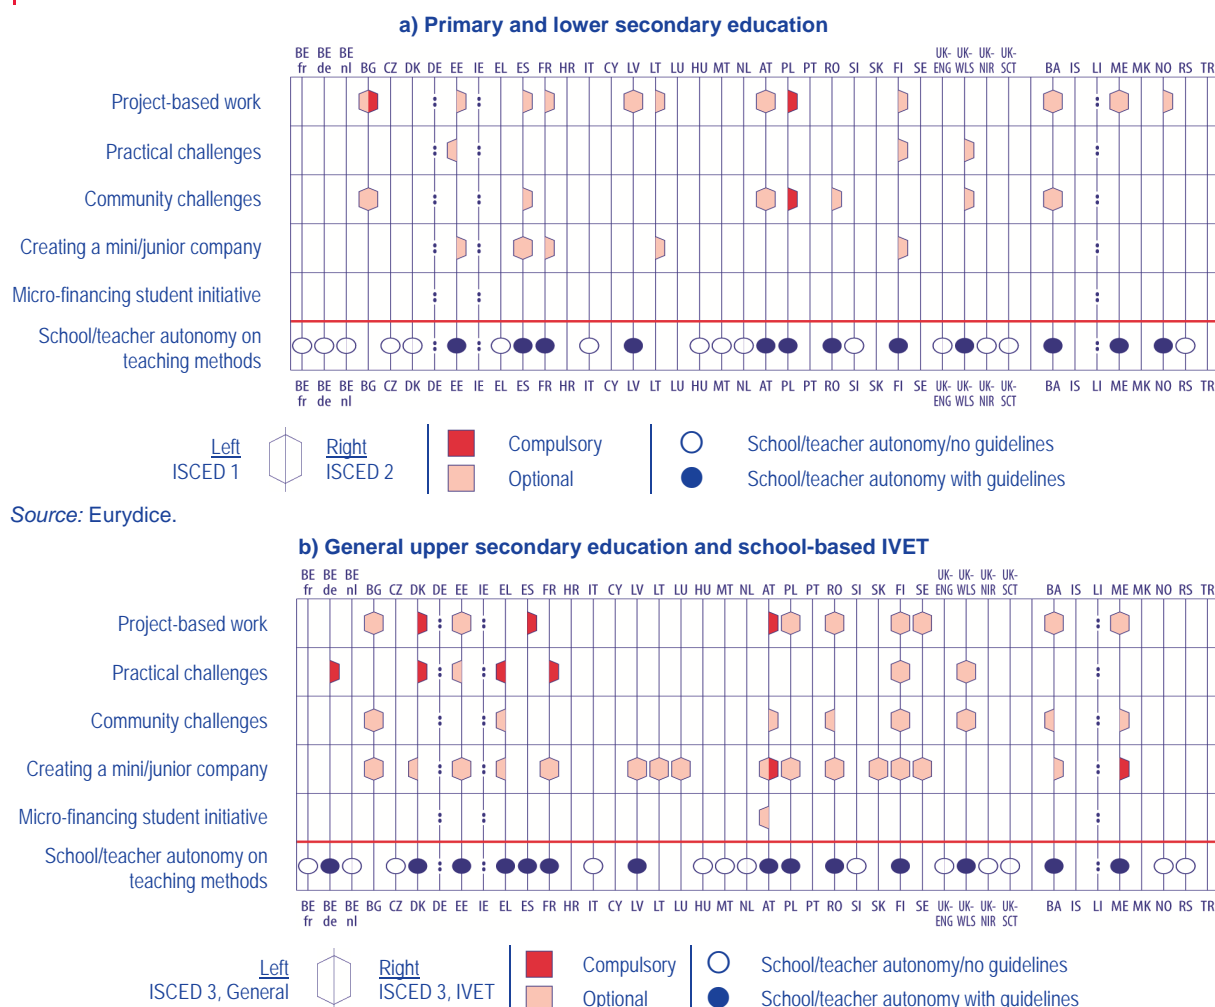 a) Primary and lower secondary education
BE BE BE UK- UK- UK- UK-
fr de nl BG CZ DK DE EE IE EL ES FR HR IT CY LV LT LU HU MT NL AT PL PT RO SI SK FI SE ENG WLS NIR SCT BA IS LI ME MK NO RS TR
Project-based work
Practical challenges
Community challenges
Creating a mini/junior company
Micro-financing student initiative
School/teacher autonomy on
teaching methods
BE BE BE BG CZ DK DE EE IE EL ES FR HR IT CY LV LT LU HU MT NL AT PL PT RO SI SK FI SE UK- UK- UK- UK- BA IS LI ME MK NO RS TR
fr de nl ENG WLS NIR SCT
Left Right Compulsory School/teacher autonomy/no guidelines
ISCED 1 ISCED 2 Optional School/teacher autonomy with guidelines
Source: Eurydice.
b) General upper secondary education and school-based IVET
BE BE BE UK- UK- UK- UK-
fr de nl BG CZ DK DE EE IE EL ES FR HR IT CY LV LT LU HU MT NL AT PL PT RO SI SK FI SE ENG WLS NIR SCT BA IS LI ME MK NO RS TR
Project-based work
Practical challenges
Community challenges
Creating a mini/junior company
Micro-financing student initiative
School/teacher autonomy on
teaching methods
BE BE BE BG CZ DK DE EE IE EL ES FR HR IT CY LV LT LU HU MT NL AT PL PT RO SI SK FI SE UK- UK- UK- UK- BA IS LI ME MK NO RS TR
fr de nl ENG WLS NIR SCT
Left Right Compulsory School/teacher autonomy/no guidelines
ISCED 3, General ISCED 3, IVET Optional School/teacher autonomy with guidelines